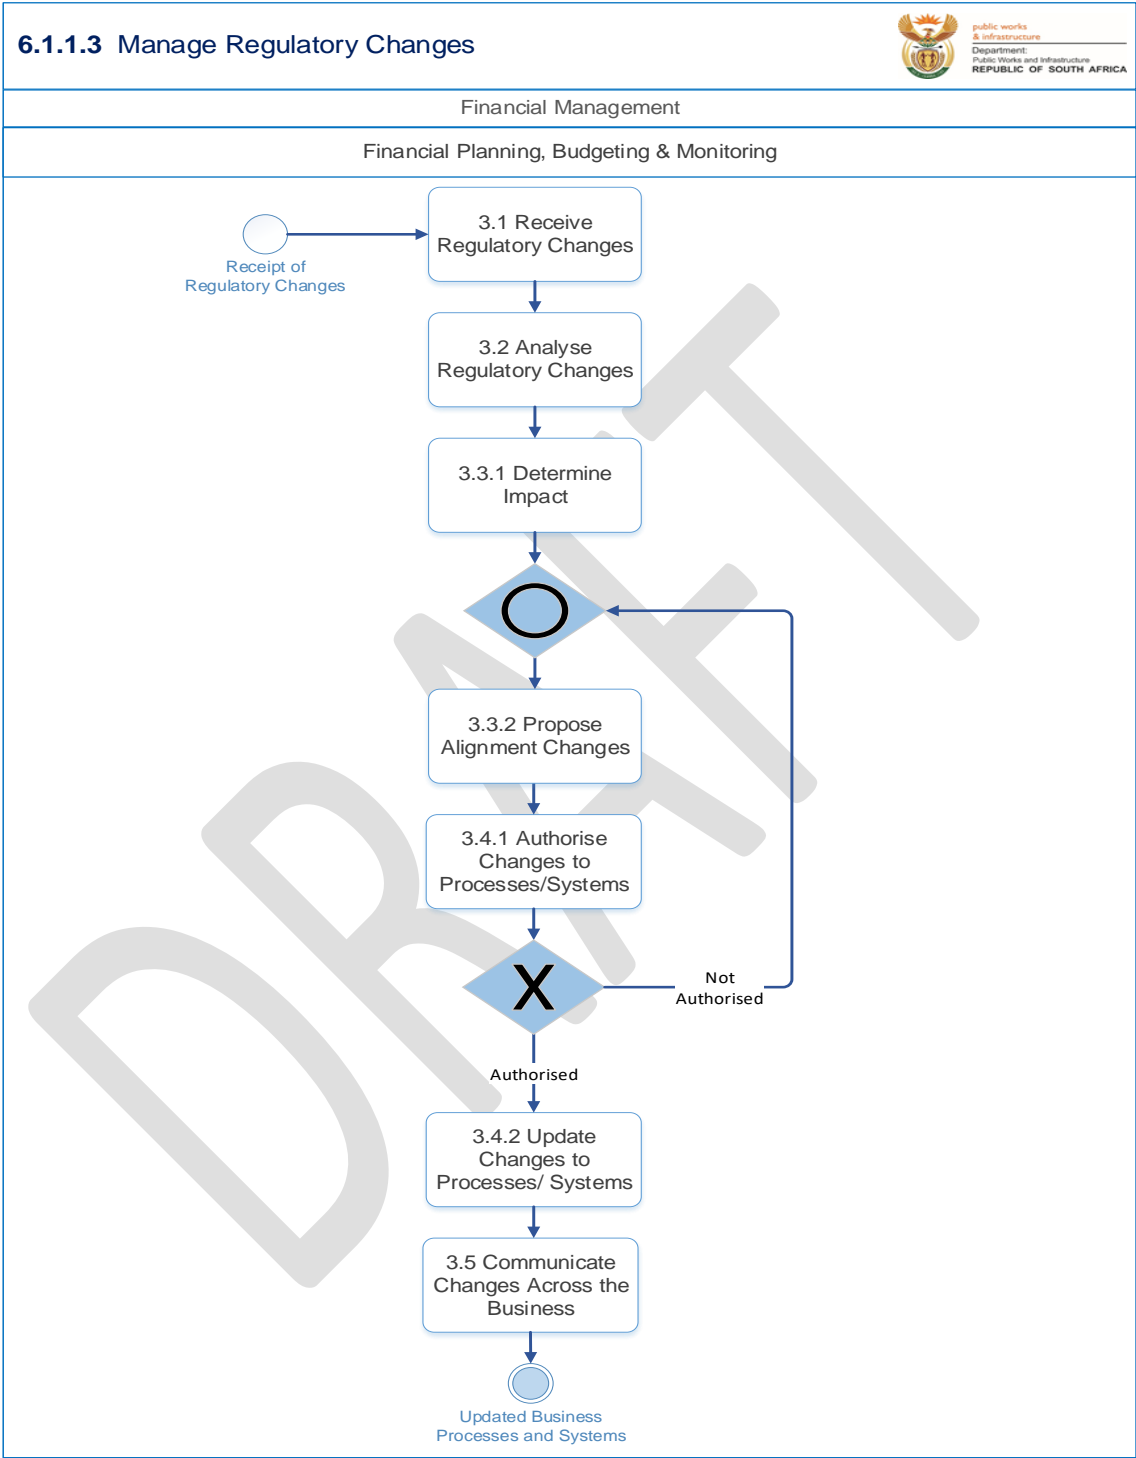 6.1.1.3 Manage Regulatory Changes
public works
& infrastructure
Department:
Public Works and Infrastructure
REPUBLIC OF SOUTH AFRICA
Financial Management
Financial Planning, Budgeting & Monitoring
3.1 Receive
Regulatory Changes
Receipt of
Regulatory Changes
3.2 Analyse
Regulatory Changes
3.3.1 Determine
Impact
3.3.2 Propose
Alignment Changes
3.4.1 Authorise
Changes to
Processes/Systems
X
Not
Authorised
Authorised
3.4.2 Update
Changes to
Processes/ Systems
3.5 Communicate
Changes Across the
Business
Updated Business
Processes and Systems
DRAFT